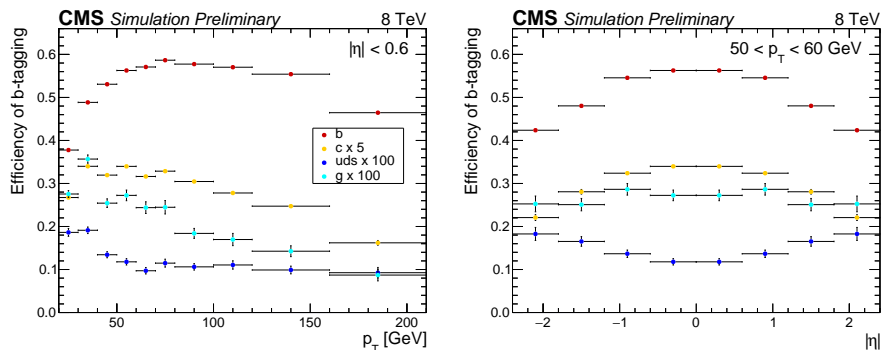 CMS Simulation Preliminary 8 TeV
Efficiency of b-tagging
0.6
0.5
0.4
0.3
0.2
0.1
0.0
|η| < 0.6
b
c x 5
uds x 100
g x 100
50 100 150 200
p_T [GeV]
CMS Simulation Preliminary 8 TeV
Efficiency of b-tagging
0.6
0.5
0.4
0.3
0.2
0.1
0.0
50 < p_T < 60 GeV
−2 −1 0 1 2
|η|